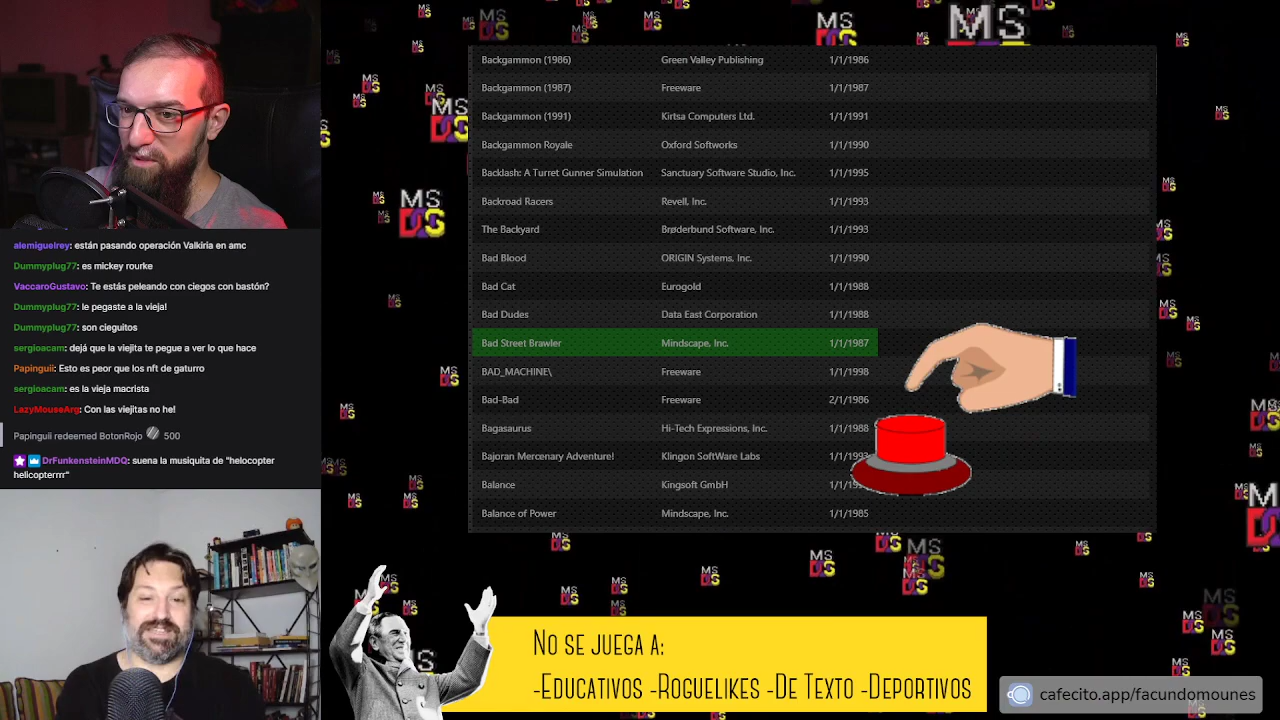 alemiguelrey: están pasando operación Valkiria en amc
Dummyplug77: es mickey rourke
VaccaroGustavo: Te estás peleando con ciegos con bastón?
Dummyplug77: le pegaste a la vieja!
Dummyplug77: son cieguitos
sergioacam: dejá que la viejita te pegue a ver lo que hace
Papinguii: Esto es peor que los nft de gaturro
sergioacam: es la vieja macrista
LazyMouseArg: Con las viejitas no he!
Papinguii redeemed BotonRojo 500
DrFunkensteinMDQ: suena la musiquita de "helocopter
helicopterrrr"
Backgammon (1986) Green Valley Publishing 1/1/1986
Backgammon (1987) Freeware 1/1/1987
Backgammon (1991) Kirtsa Computers Ltd. 1/1/1991
Backgammon Royale Oxford Softworks 1/1/1990
Backlash: A Turret Gunner Simulation Sanctuary Software Studio, Inc. 1/1/1995
Backroad Racers Revell, Inc. 1/1/1993
The Backyard Brøderbund Software, Inc. 1/1/1993
Bad Blood ORIGIN Systems, Inc. 1/1/1990
Bad Cat Eurogold 1/1/1988
Bad Dudes Data East Corporation 1/1/1988
Bad Street Brawler Mindscape, Inc. 1/1/1987
BAD_MACHINE\ Freeware 1/1/1998
Bad-Bad Freeware 2/1/1986
Bagasaurus Hi-Tech Expressions, Inc. 1/1/1988
Bajoran Mercenary Adventure! Klingon SoftWare Labs
Balance Kingsoft GmbH
Balance of Power Mindscape, Inc. 1/1/1985
MS
DOS
No se juega a:
-Educativos -Roguelikes -De Texto -Deportivos
cafecito.app/facundomounes